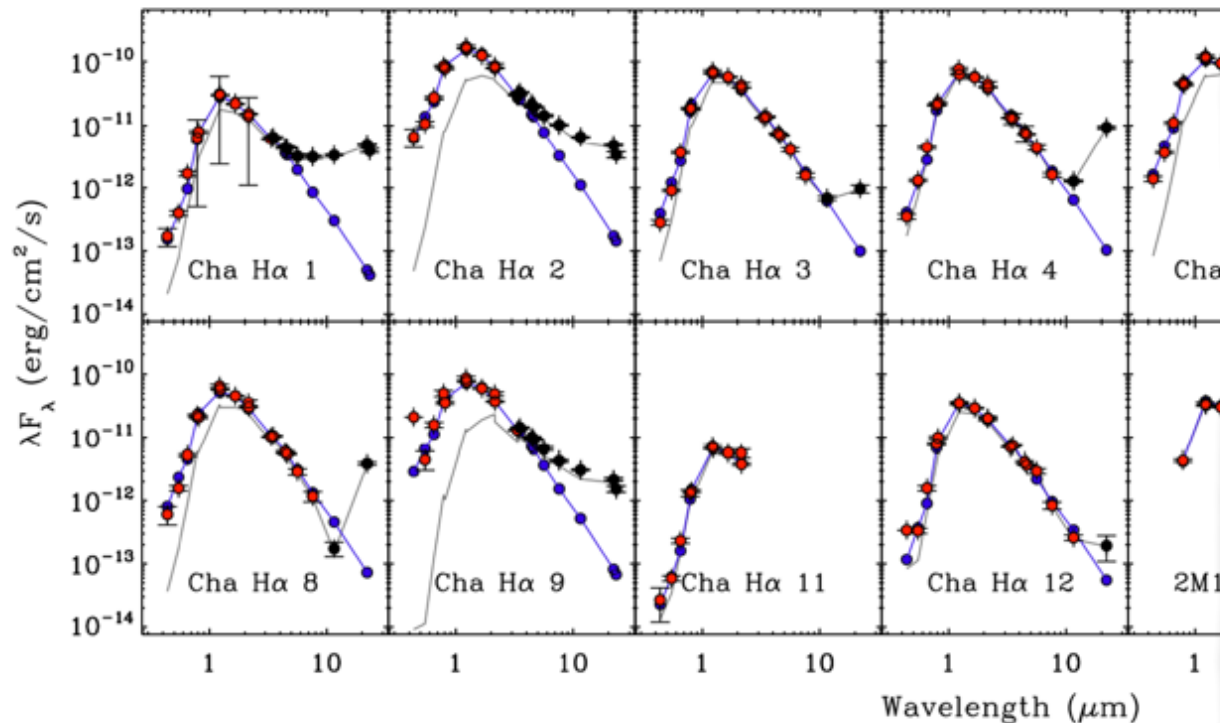 10⁻¹⁰
10⁻¹¹
10⁻¹²
10⁻¹³
10⁻¹⁴
Cha Hα 1
Cha Hα 2
Cha Hα 3
Cha Hα 4
Cha
λF_λ (erg/cm²/s)
10⁻¹⁰
10⁻¹¹
10⁻¹²
10⁻¹³
10⁻¹⁴
Cha Hα 8
Cha Hα 9
Cha Hα 11
Cha Hα 12
2M1
1 10 1 10 1 10 1 10 1
Wavelength (μm)